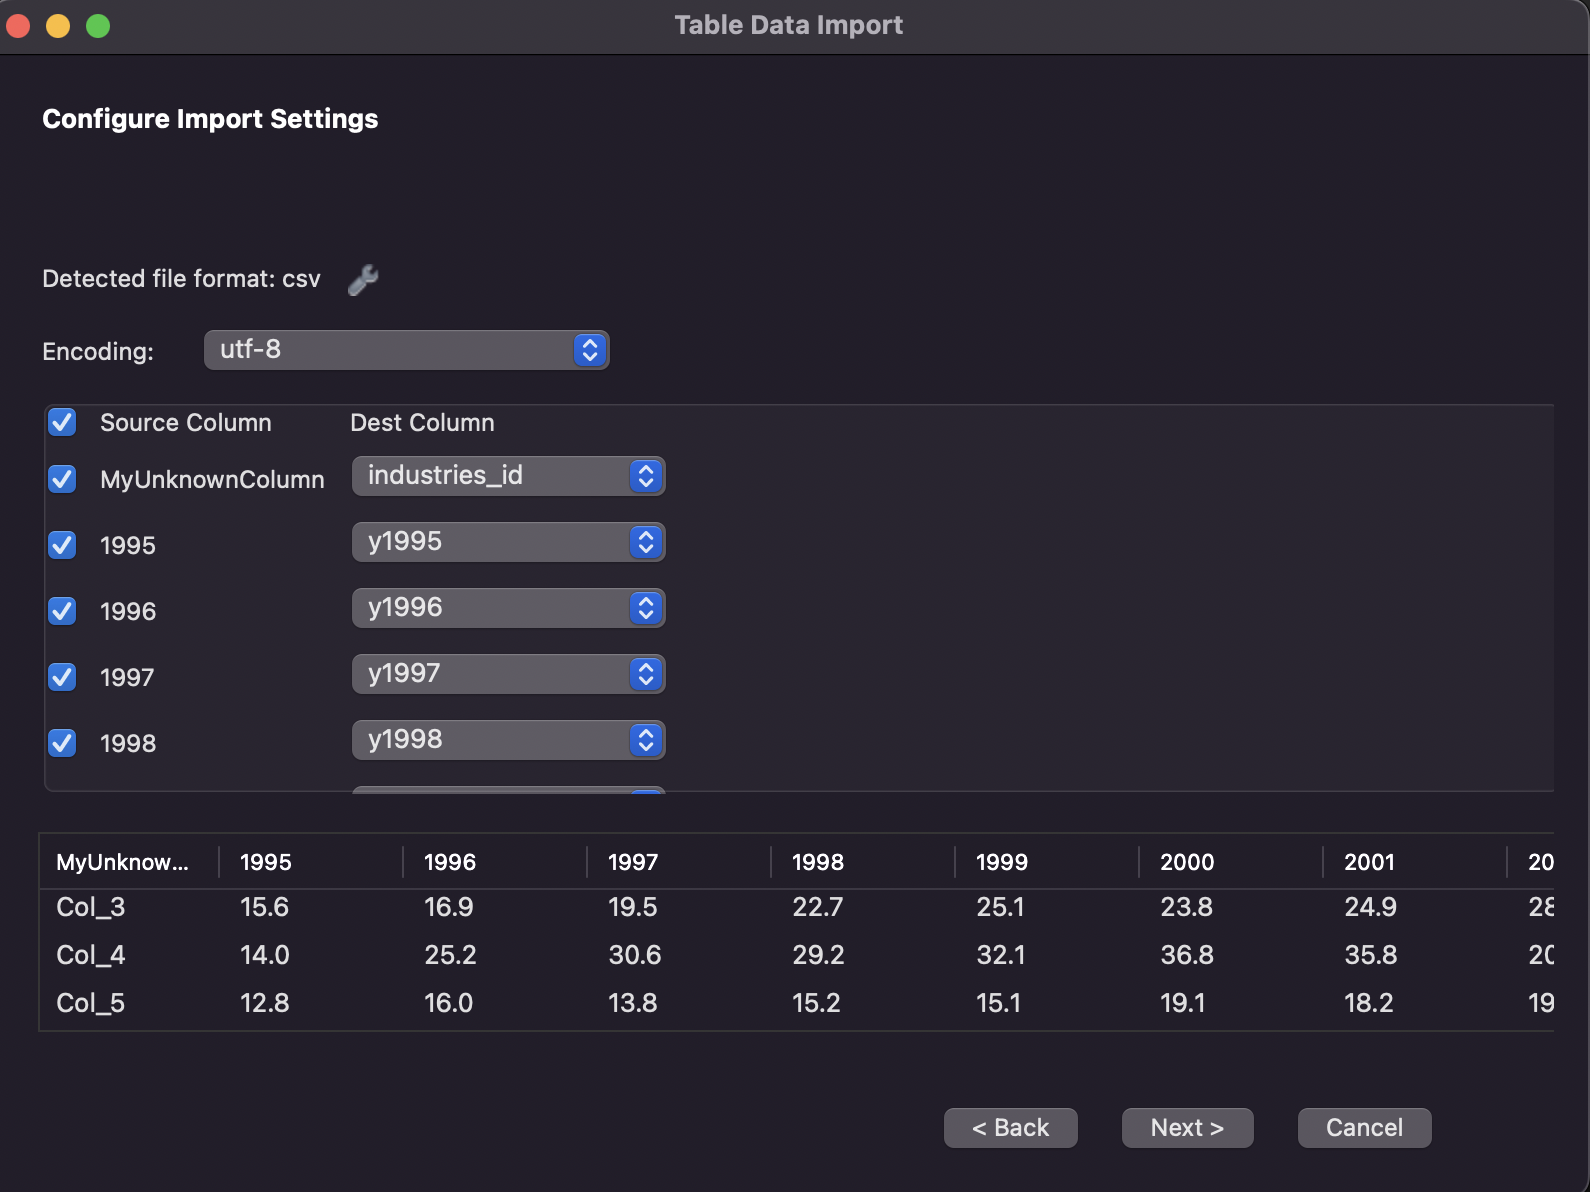 Table Data Import
Configure Import Settings
Detected file format: csv
Encoding: utf-8
Source Column Dest Column
MyUnknownColumn industries_id
1995 y1995
1996 y1996
1997 y1997
1998 y1998
MyUnknow... 1995 1996 1997 1998 1999 2000 2001 20
Col_3 15.6 16.9 19.5 22.7 25.1 23.8 24.9 28
Col_4 14.0 25.2 30.6 29.2 32.1 36.8 35.8 20
Col_5 12.8 16.0 13.8 15.2 15.1 19.1 18.2 19
< Back Next > Cancel